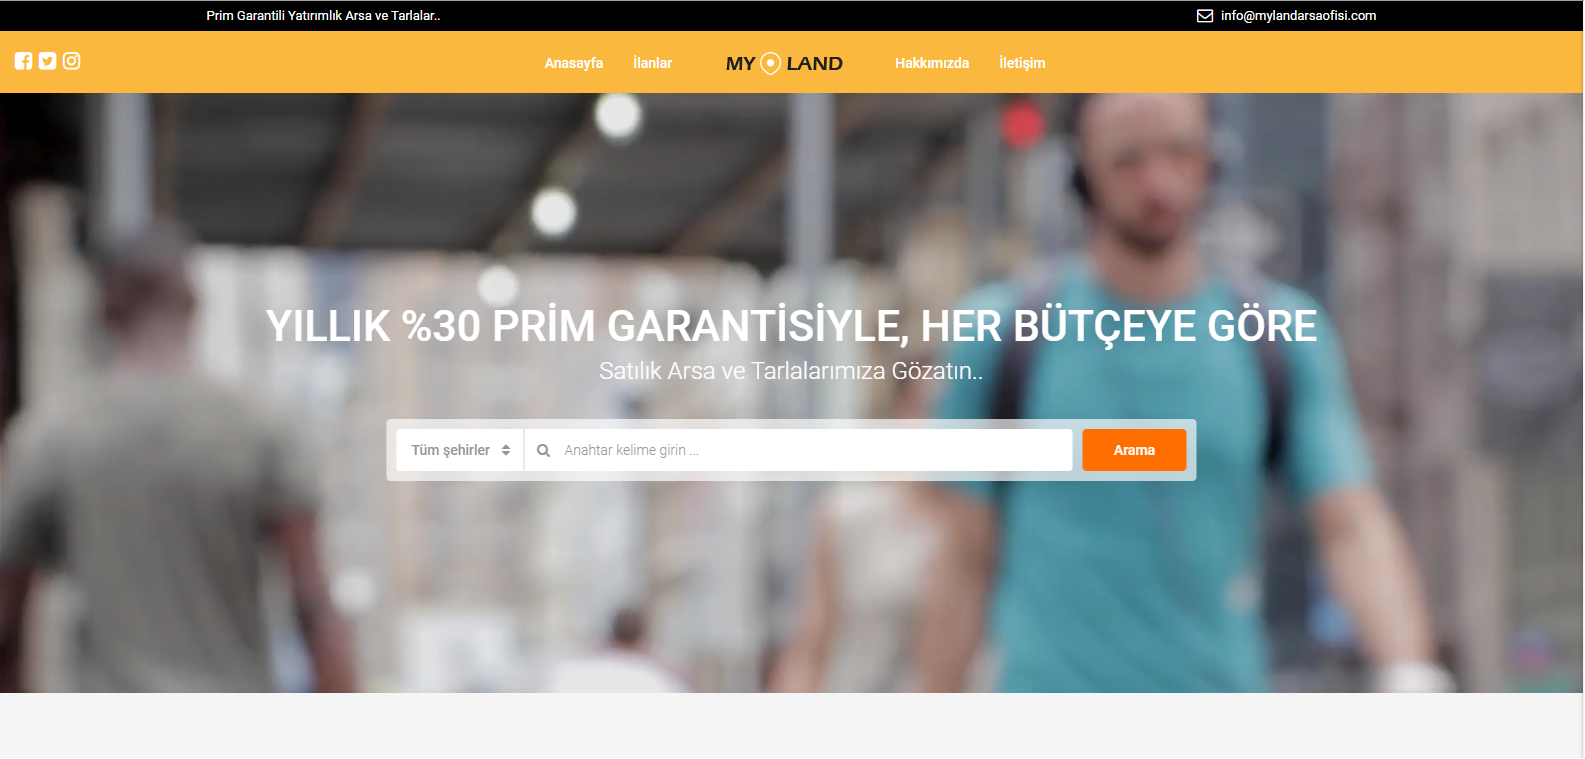 Prim Garantili Yatırımlık Arsa ve Tarlalar..
info@mylandarsaofisi.com
Anasayfa
İlanlar
MY LAND
Hakkımızda
İletişim
YILLIK %30 PRİM GARANTİSİYLE, HER BÜTÇEYE GÖRE
Satılık Arsa ve Tarlalarımıza Gözatın..
Tüm şehirler
Anahtar kelime girin ...
Arama